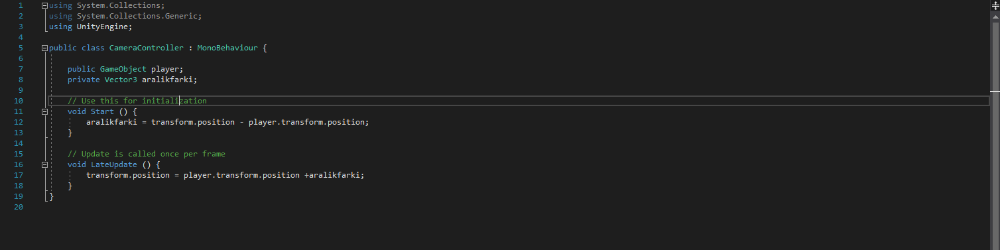 1 using System.Collections;
2 using System.Collections.Generic;
3 using UnityEngine;
4
5 public class CameraController : MonoBehaviour {
6
7 public GameObject player;
8 private Vector3 aralikfarki;
9
10 // Use this for initialization
11 void Start () {
12 aralikfarki = transform.position - player.transform.position;
13 }
14
15 // Update is called once per frame
16 void LateUpdate () {
17 transform.position = player.transform.position +aralikfarki;
18 }
19 }
20